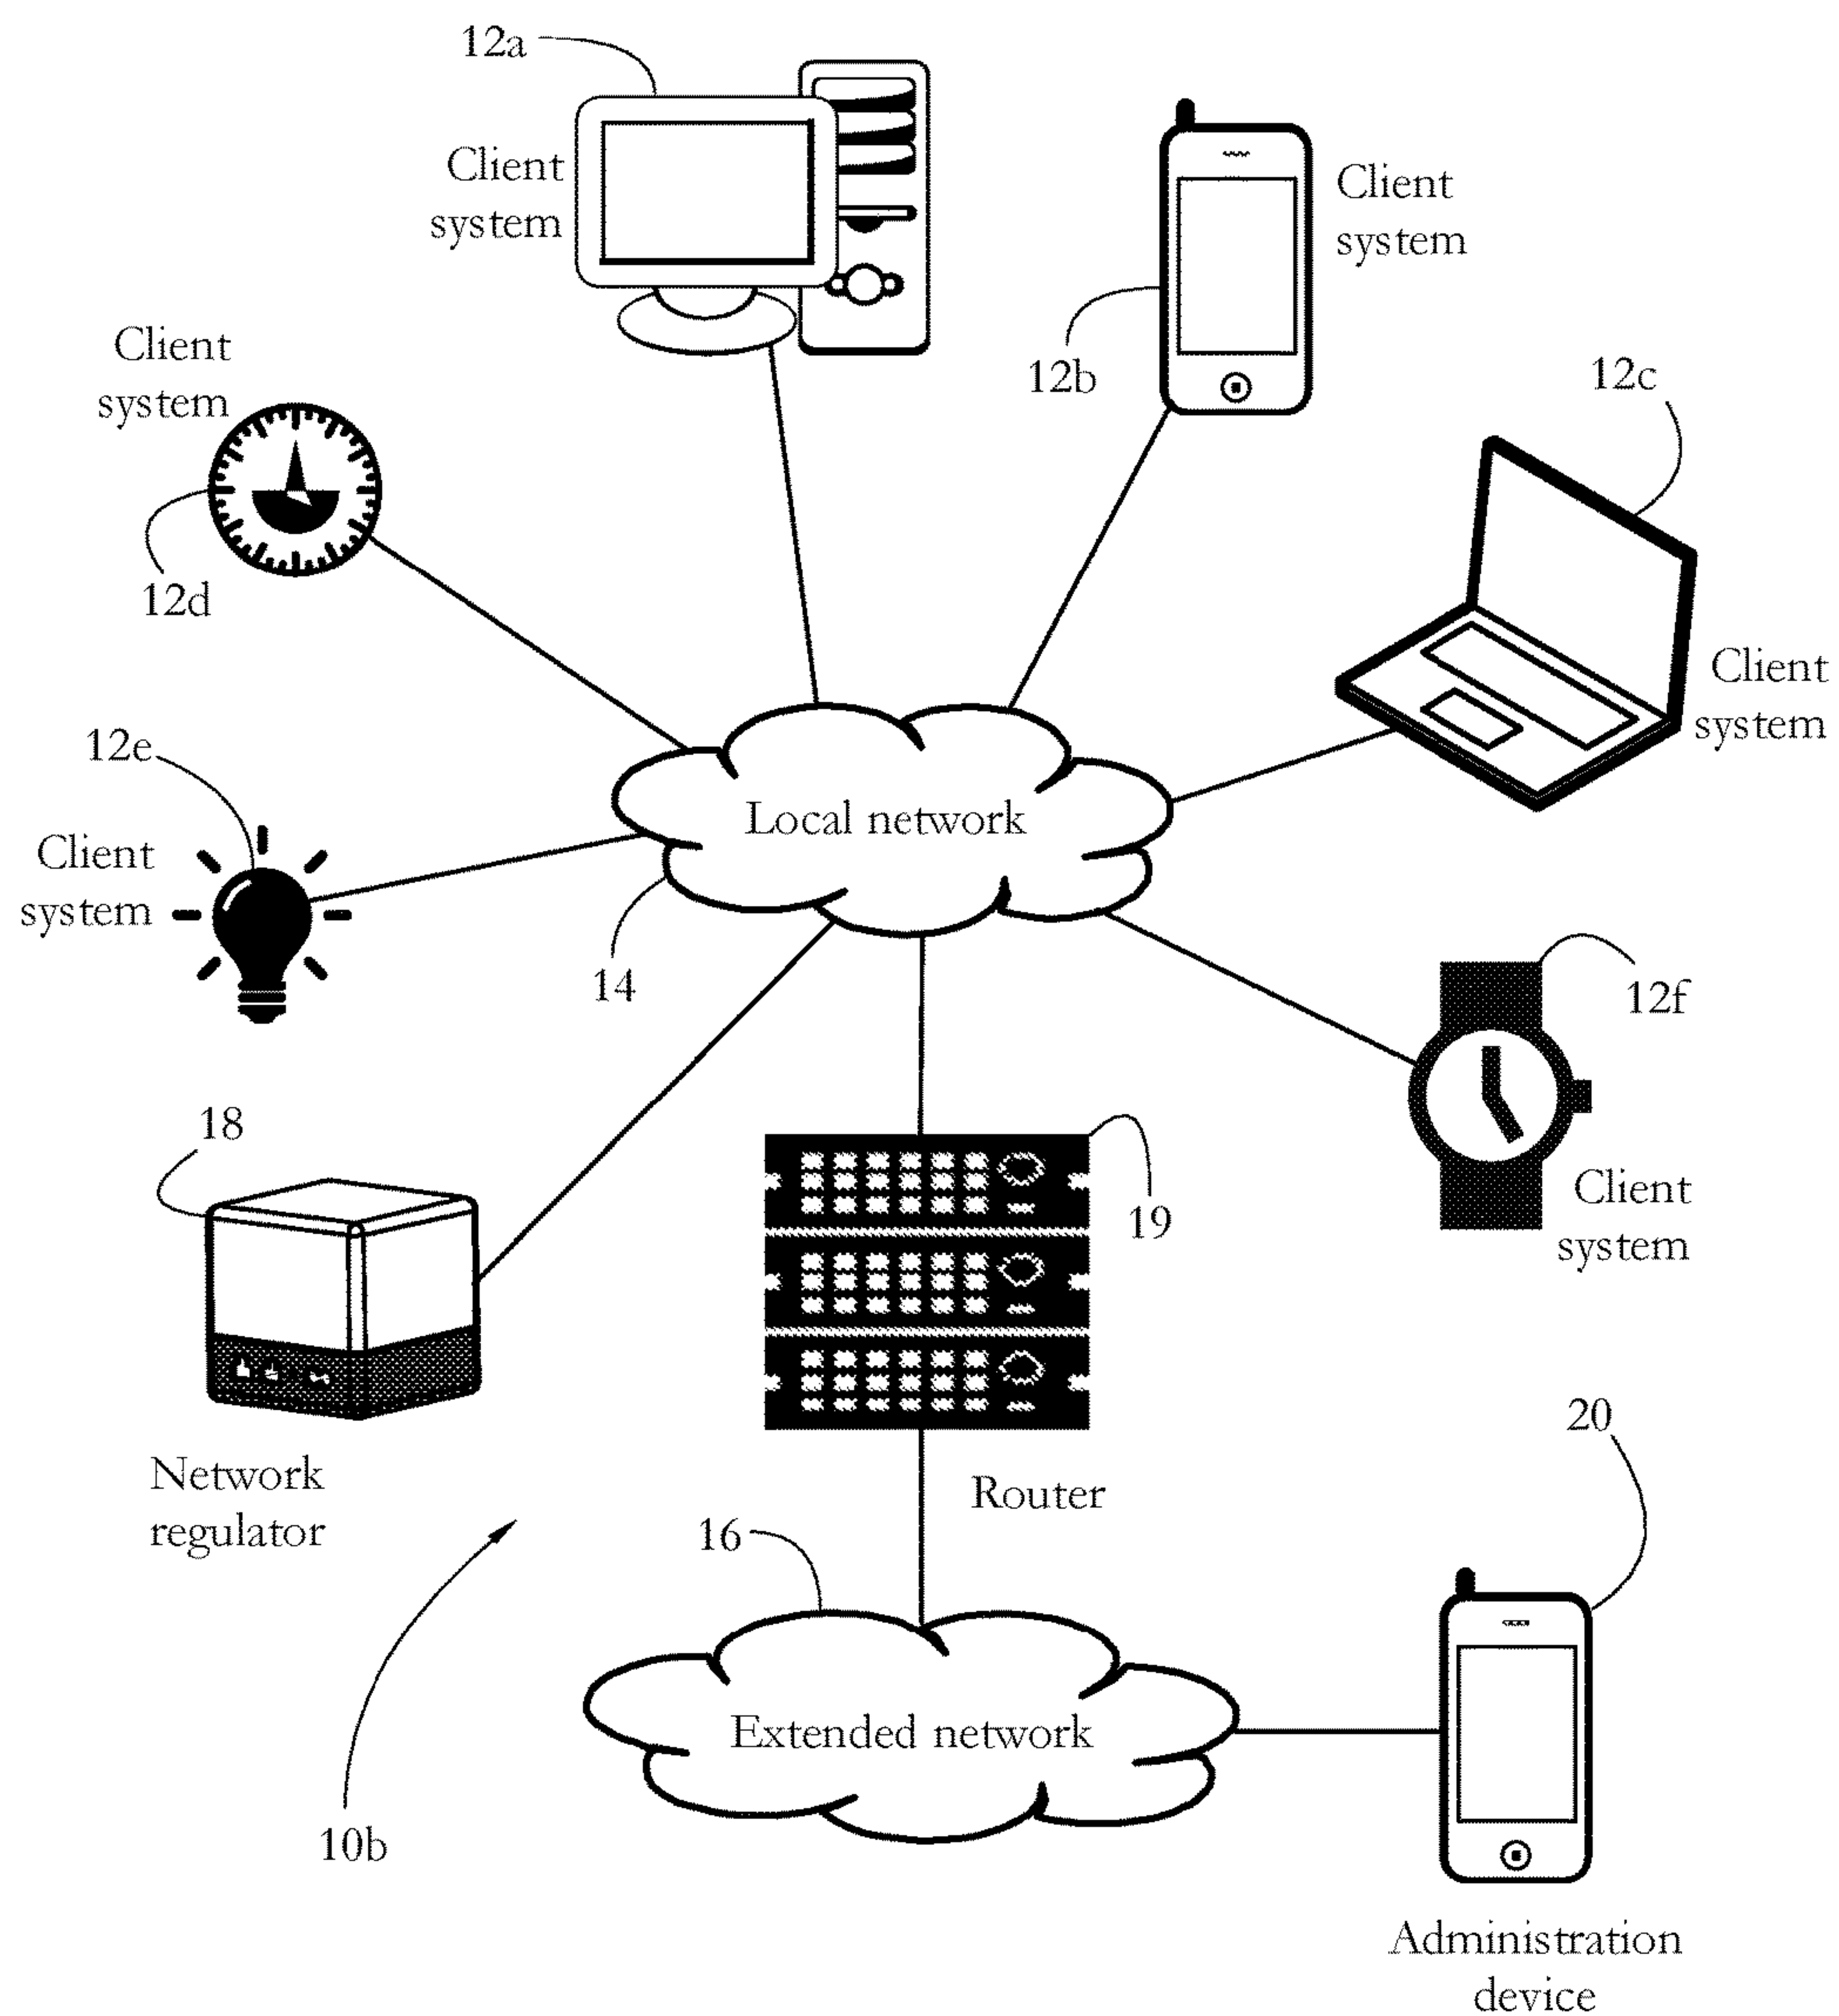 12a
Client
system
12b
Client
system
12c
Client
system
Client
system
12d
12e
Client
system
Local network
14
12f
Client
system
18
Network
regulator
19
Router
16
Extended network
10b
20
Administration
device